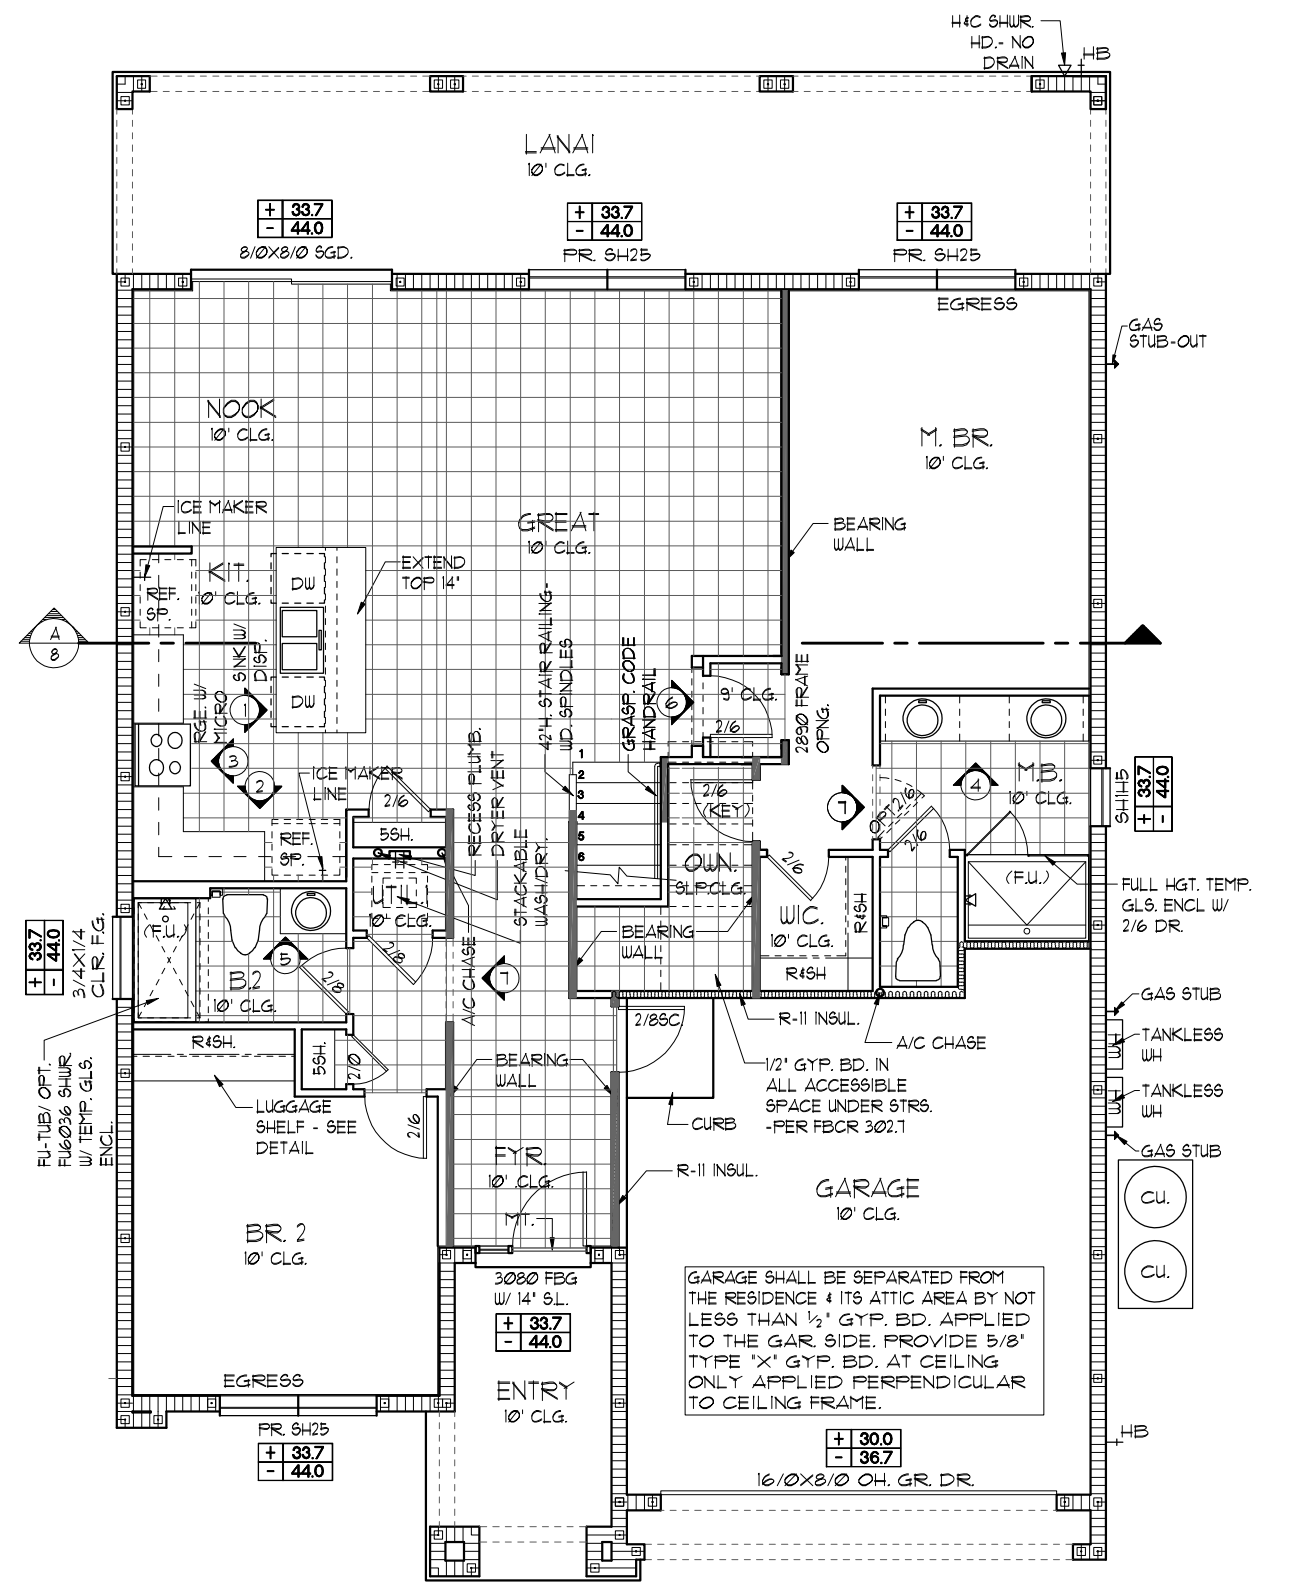 H&C SHWR.
HD.- NO
DRAIN
HB
LANAI
10' CLG.
+ 33.7
- 44.0
8/0X8/0 SGD.
+ 33.7
- 44.0
PR. SH25
+ 33.7
- 44.0
PR. SH25
EGRESS
GAS
STUB-OUT
NOOK
10' CLG.
M. BR.
10' CLG.
ICE MAKER
LINE
GREAT
10' CLG.
BEARING
WALL
KIT.
0' CLG.
REF.
SP.
DW
EXTEND
TOP 14"
SINK W/
DISP.
DW
A
8
42"H. STAIR RAILING-
WD. SPINDLES
GRASP. CODE
HANDRAIL
6
9' CLG.
2/6
2890 FRAME
OPNG.
RGE. W/
MICRO
1
3
2
ICE MAKER
LINE
2/6
REF.
SP.
5SH.
RECESS PLUMB.
DRYER VENT
STACKABLE
WASH/DRY.
1
2
3
4
5
6
2/6
(KEY)
7
OPT 2/6
2/6
4
M.B.
10' CLG.
SH1H5
+ 33.7
- 44.0
OWN.
SLP.CLG.
2/6
W.I.C.
10' CLG.
R&SH
R&SH
(F.U.)
FULL HGT. TEMP.
GLS. ENCL W/
2/6 DR.
UTIL.
10' CLG.
2/8
BEARING
WALL
+ 33.7
- 44.0
3/4X1/4
CLR. F.G.
(F.U.)
B.2
10' CLG.
5
2/8
A/C CHASE
7
2/8SC.
R-11 INSUL.
A/C CHASE
GAS STUB
TANKLESS
WH
WH
TANKLESS
WH
WH
GAS STUB
R&SH.
5SH.
2/0
FU-TUB/ OPT.
FU6036 SHWR
W/ TEMP. GLS.
ENCL.
LUGGAGE
SHELF - SEE
DETAIL
2/6
BEARING
WALL
1/2" GYP. BD. IN
ALL ACCESSIBLE
SPACE UNDER STRS.
-PER FBCR 302.7
CURB
FYR.
10' CLG.
R-11 INSUL.
GARAGE
10' CLG.
CU.
CU.
MT.
BR. 2
10' CLG.
3080 FBG
W/ 14" S.L.
+ 33.7
- 44.0
GARAGE SHALL BE SEPARATED FROM
THE RESIDENCE & ITS ATTIC AREA BY NOT
LESS THAN ½" GYP. BD. APPLIED
TO THE GAR. SIDE. PROVIDE 5/8"
TYPE "X" GYP. BD. AT CEILING
ONLY APPLIED PERPENDICULAR
TO CEILING FRAME.
EGRESS
ENTRY
10' CLG.
PR. SH25
+ 33.7
- 44.0
+ 30.0
- 36.7
16/0X8/0 OH. GR. DR.
HB